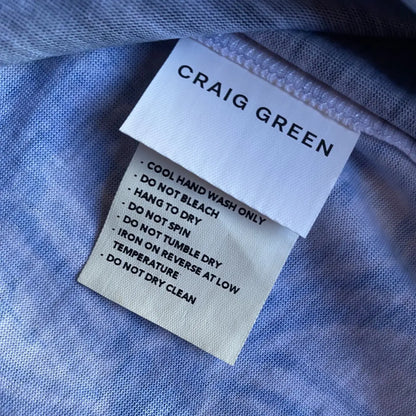 CRAIG GREEN
· COOL HAND WASH ONLY
· DO NOT BLEACH
· HANG TO DRY
· DO NOT SPIN
· DO NOT TUMBLE DRY
· IRON ON REVERSE AT LOW
TEMPERATURE
· DO NOT DRY CLEAN